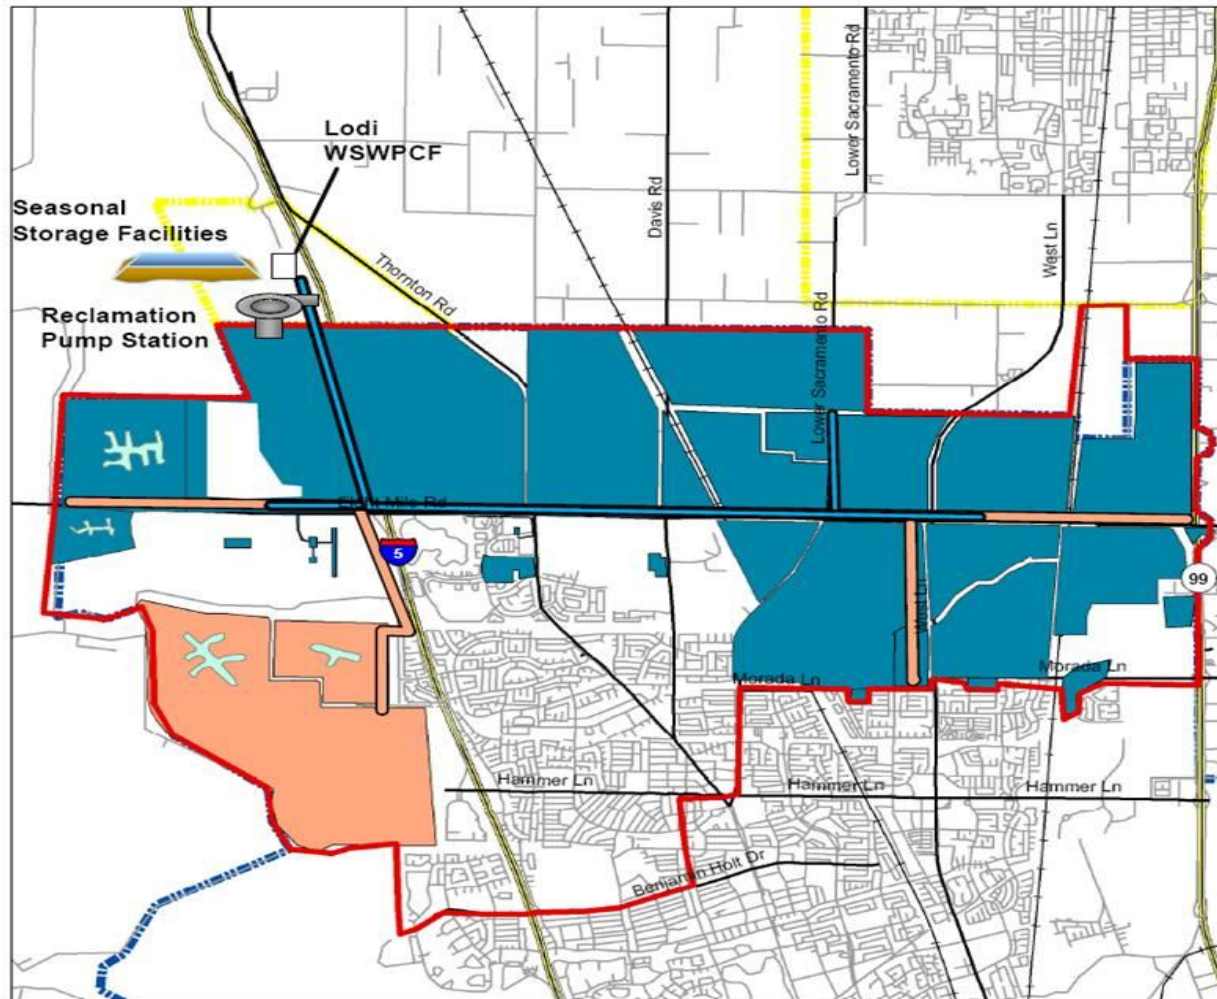 Lodi
WSWPCF
Seasonal
Storage Facilities
Reclamation
Pump Station
Thornton Rd
Davis Rd
Lower Sacramento Rd
Lower Sacramento Rd
West Ln
Eight Mile Rd
5
99
West Ln
Morada Ln
Morada Ln
Hammer Ln
Hammer Ln
Hammer Ln
Benjamin Holt Dr